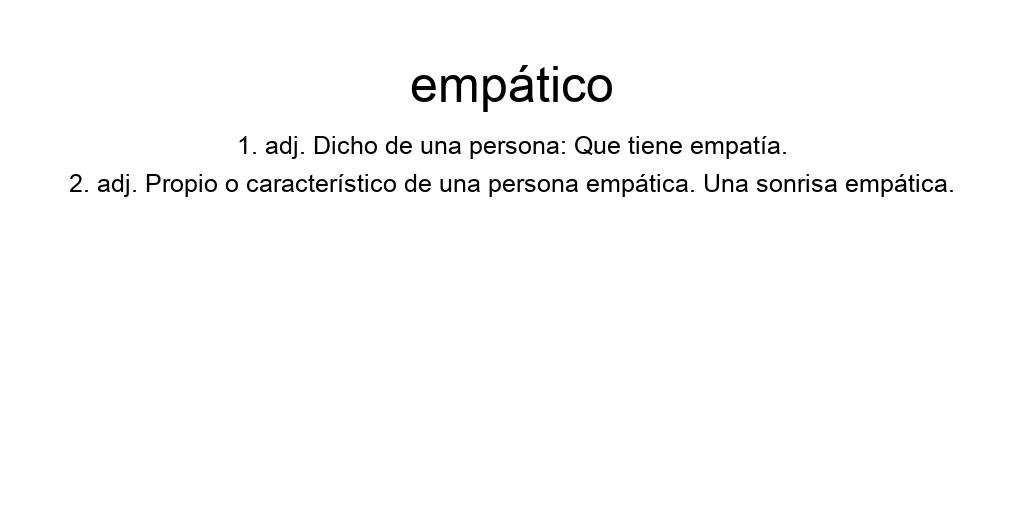 empático
1. adj. Dicho de una persona: Que tiene empatía.
2. adj. Propio o característico de una persona empática. Una sonrisa empática.